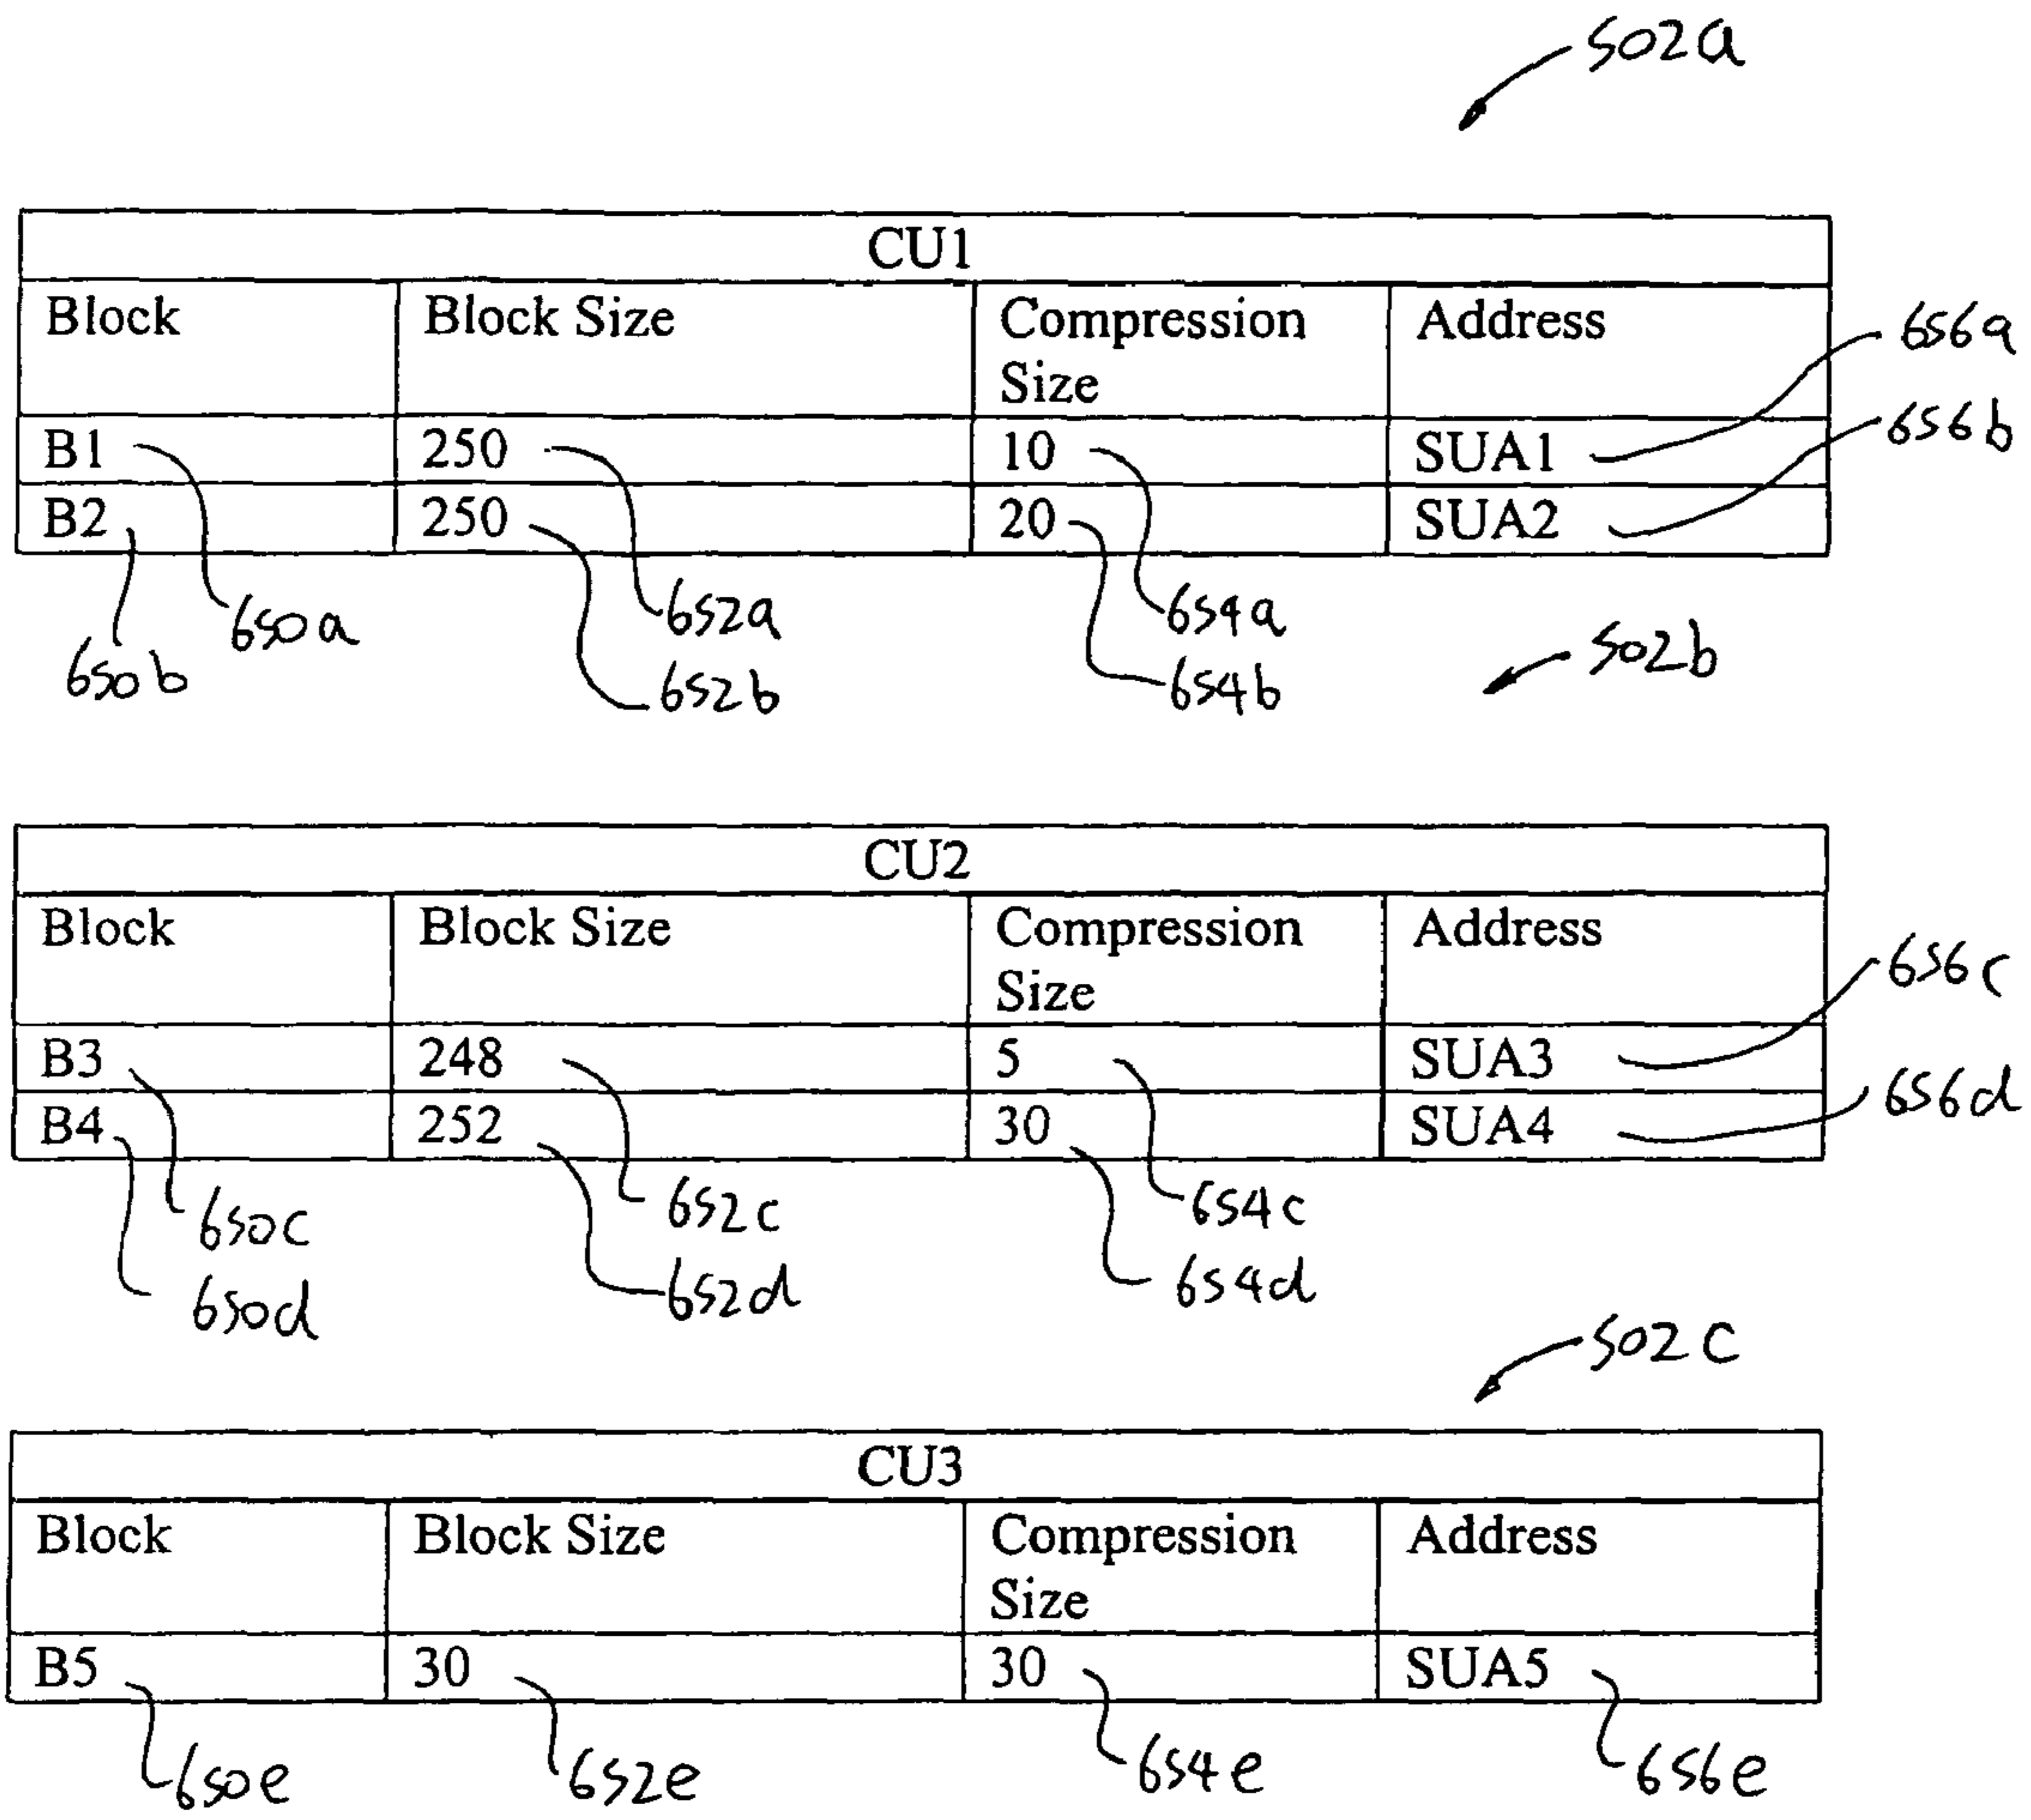 502a
CU1
Block Block Size Compression Size Address
656a
656b
B1 250 10 SUA1
B2 250 20 SUA2
650a 652a 654a
650b 652b 654b
502b
CU2
Block Block Size Compression Size Address
656c
B3 248 5 SUA3
656d
B4 252 30 SUA4
650c 652c 654c
650d 652d 654d
502c
CU3
Block Block Size Compression Size Address
B5 30 30 SUA5
650e 652e 654e 656e